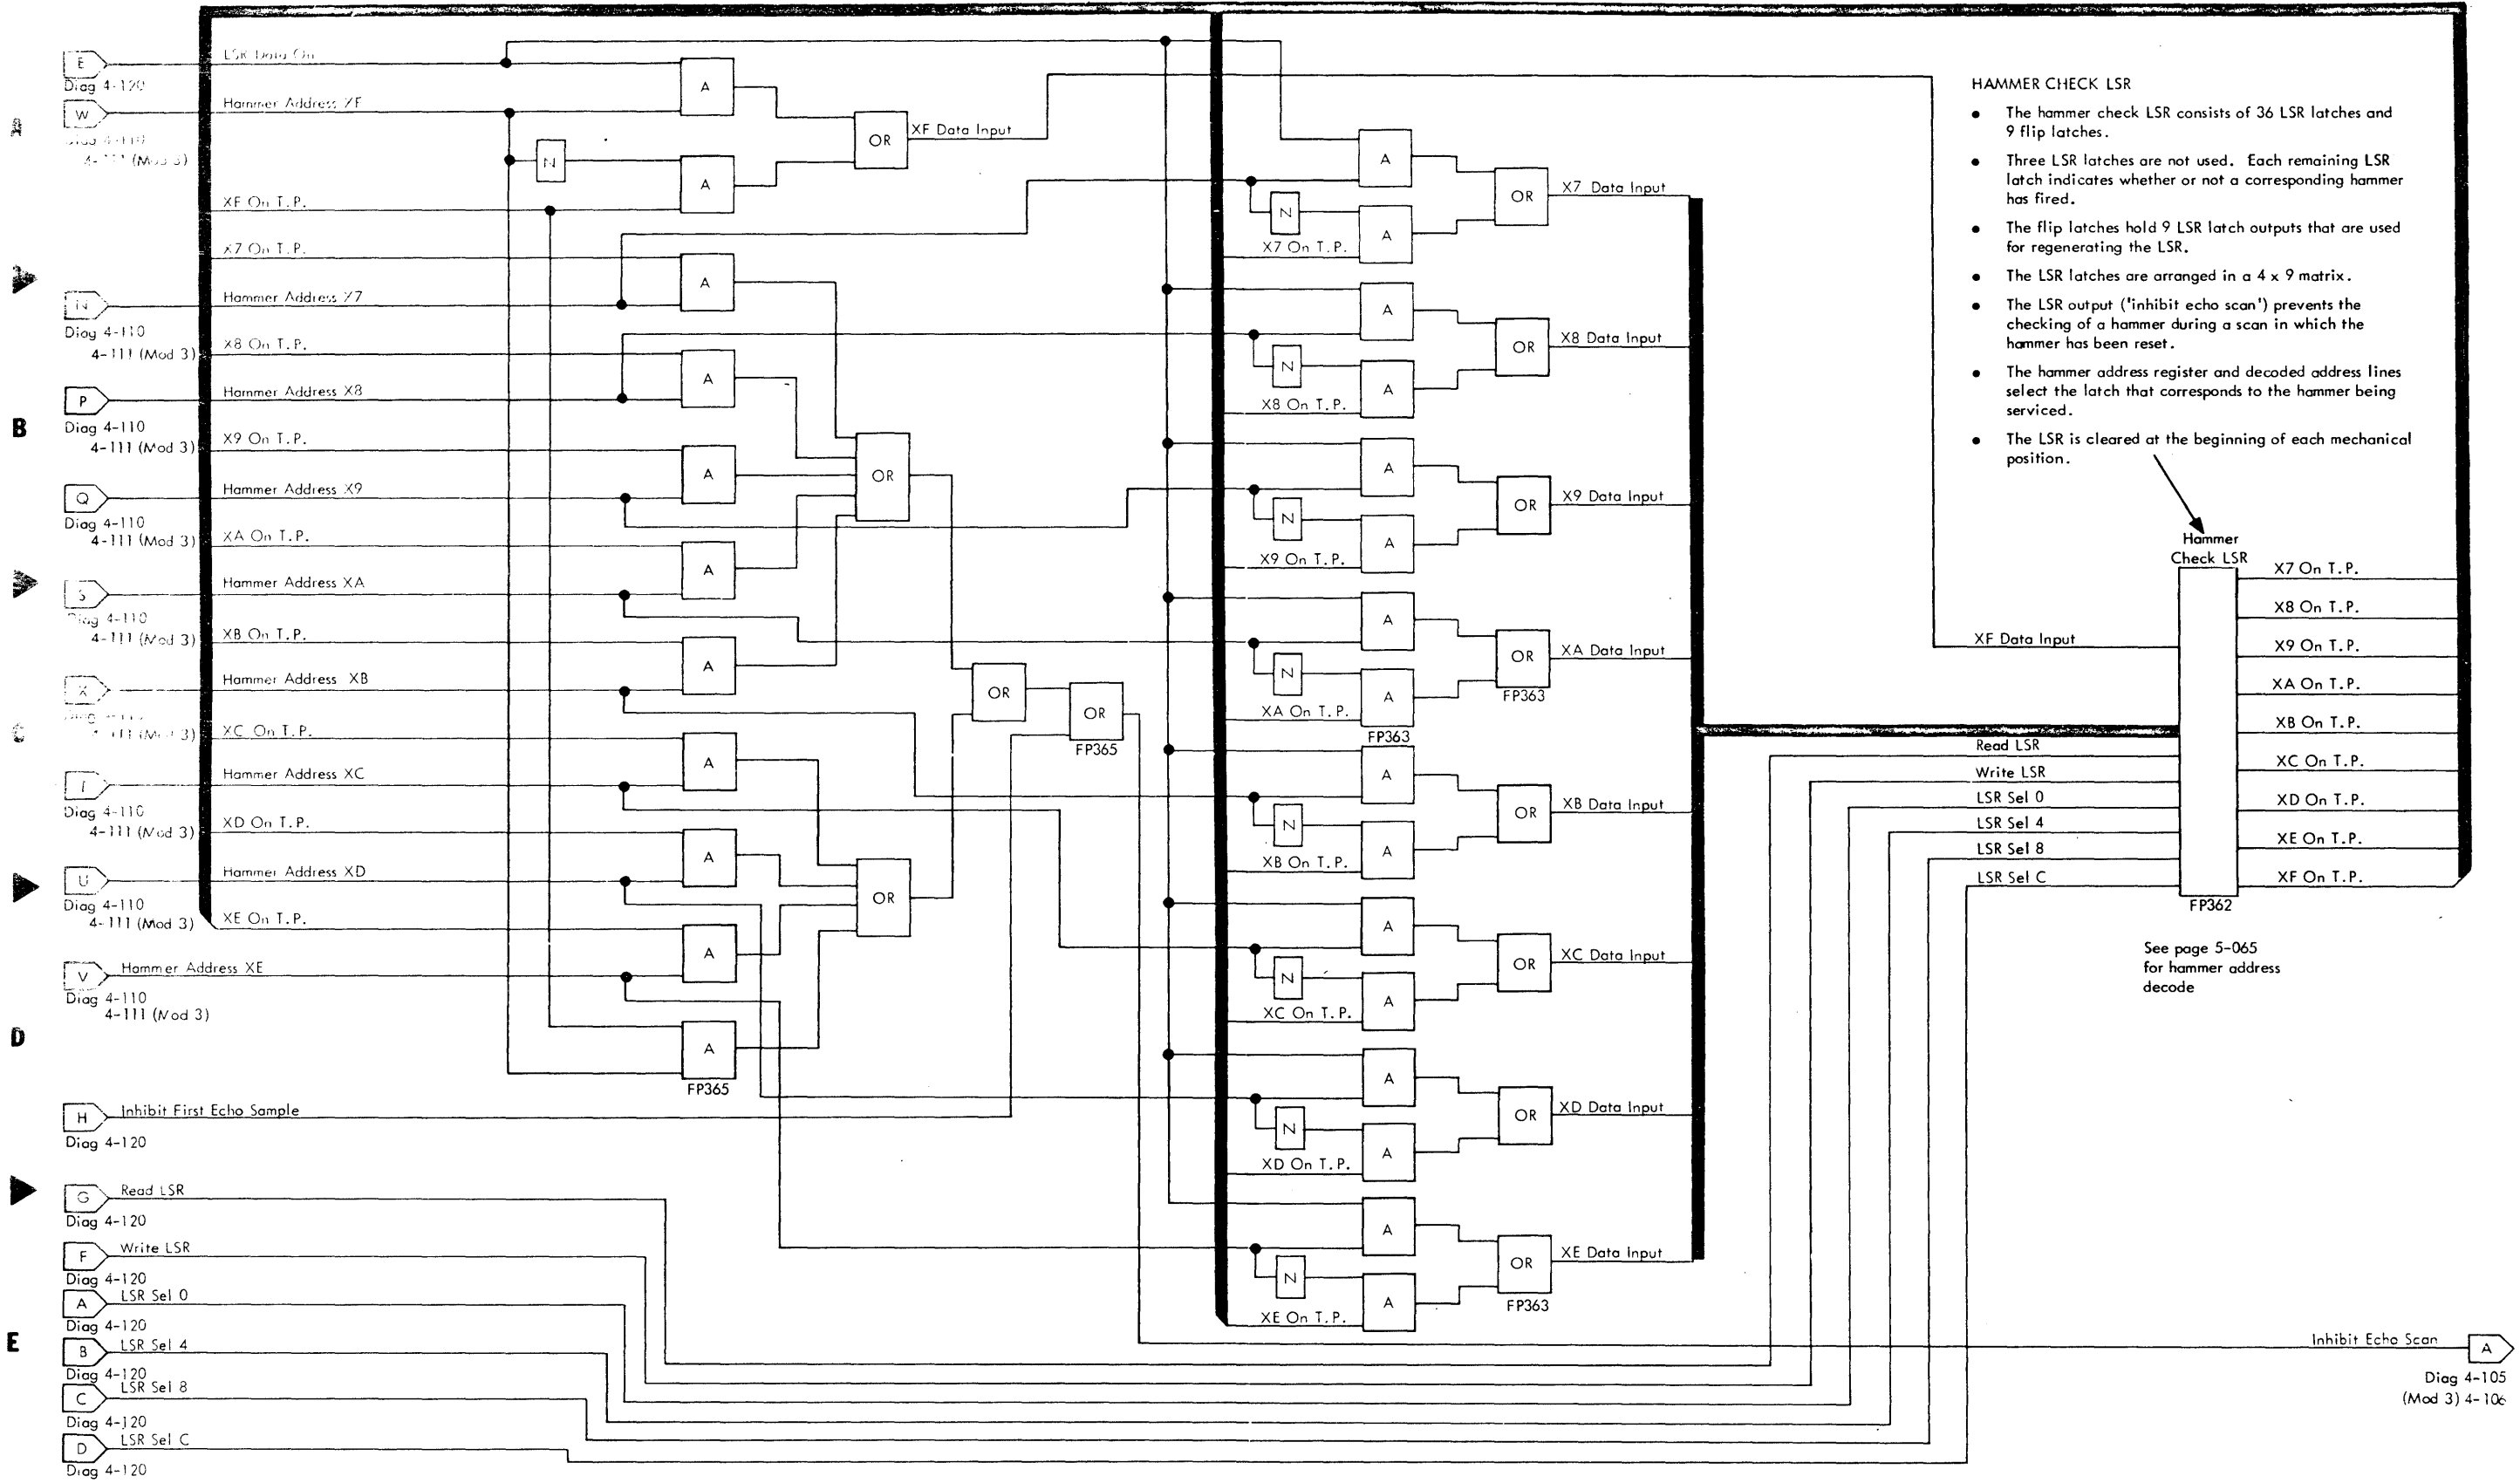 E
LSR Data On
Diag 4-120
W
Hammer Address XF
4-111 (Mod 3)
XF On T.P.
X7 On T.P.
N
Hammer Address X7
Diag 4-110
4-111 (Mod 3)
X8 On T.P.
P
Hammer Address X8
Diag 4-110
4-111 (Mod 3)
X9 On T.P.
Q
Hammer Address X9
Diag 4-110
4-111 (Mod 3)
XA On T.P.
S
Hammer Address XA
Diag 4-110
4-111 (Mod 3)
XB On T.P.
X
Hammer Address XB
XC On T.P.
Hammer Address XC
Diag 4-110
4-111 (Mod 3)
XD On T.P.
U
Hammer Address XD
Diag 4-110
4-111 (Mod 3)
XE On T.P.
V
Hammer Address XE
Diag 4-110
4-111 (Mod 3)
H
Inhibit First Echo Sample
Diag 4-120
G
Read LSR
Diag 4-120
F
Write LSR
Diag 4-120
A
LSR Sel 0
Diag 4-120
B
LSR Sel 4
Diag 4-120
C
LSR Sel 8
Diag 4-120
D
LSR Sel C
Diag 4-120
A
B
C
D
E
A
N
A
OR
XF Data Input
A
A
A
A
A
OR
A
A
A
A
FP365
OR
OR
OR
FP365
A
N
A
X7 On T.P.
OR
X7 Data Input
A
N
A
X8 On T.P.
OR
X8 Data Input
A
N
A
X9 On T.P.
OR
X9 Data Input
A
N
A
XA On T.P.
FP363
OR
FP363
XA Data Input
A
N
A
XB On T.P.
OR
XB Data Input
A
N
A
XC On T.P.
OR
XC Data Input
A
N
A
XD On T.P.
OR
XD Data Input
A
N
A
XE On T.P.
OR
FP363
XE Data Input
HAMMER CHECK LSR
• The hammer check LSR consists of 36 LSR latches and
9 flip latches.
• Three LSR latches are not used. Each remaining LSR
latch indicates whether or not a corresponding hammer
has fired.
• The flip latches hold 9 LSR latch outputs that are used
for regenerating the LSR.
• The LSR latches are arranged in a 4 x 9 matrix.
• The LSR output ('inhibit echo scan') prevents the
checking of a hammer during a scan in which the
hammer has been reset.
• The hammer address register and decoded address lines
select the latch that corresponds to the hammer being
serviced.
• The LSR is cleared at the beginning of each mechanical
position.
Hammer
Check LSR
XF Data Input
Read LSR
Write LSR
LSR Sel 0
LSR Sel 4
LSR Sel 8
LSR Sel C
X7 On T.P.
X8 On T.P.
X9 On T.P.
XA On T.P.
XB On T.P.
XC On T.P.
XD On T.P.
XE On T.P.
XF On T.P.
FP362
See page 5-065
for hammer address
decode
Inhibit Echo Scan
A
Diag 4-105
(Mod 3) 4-106